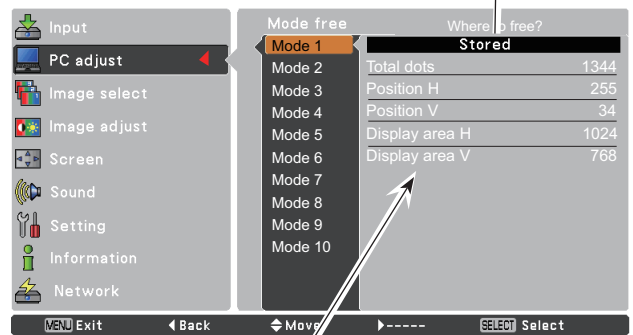 Input
PC adjust
Image select
Image adjust
Screen
Sound
Setting
Information
Network
Mode free
Mode 1
Mode 2
Mode 3
Mode 4
Mode 5
Mode 6
Mode 7
Mode 8
Mode 9
Mode 10
Where to free?
Stored
Total dots 1344
Position H 255
Position V 34
Display area H 1024
Display area V 768
MENU Exit Back Move ----- SELECT Select